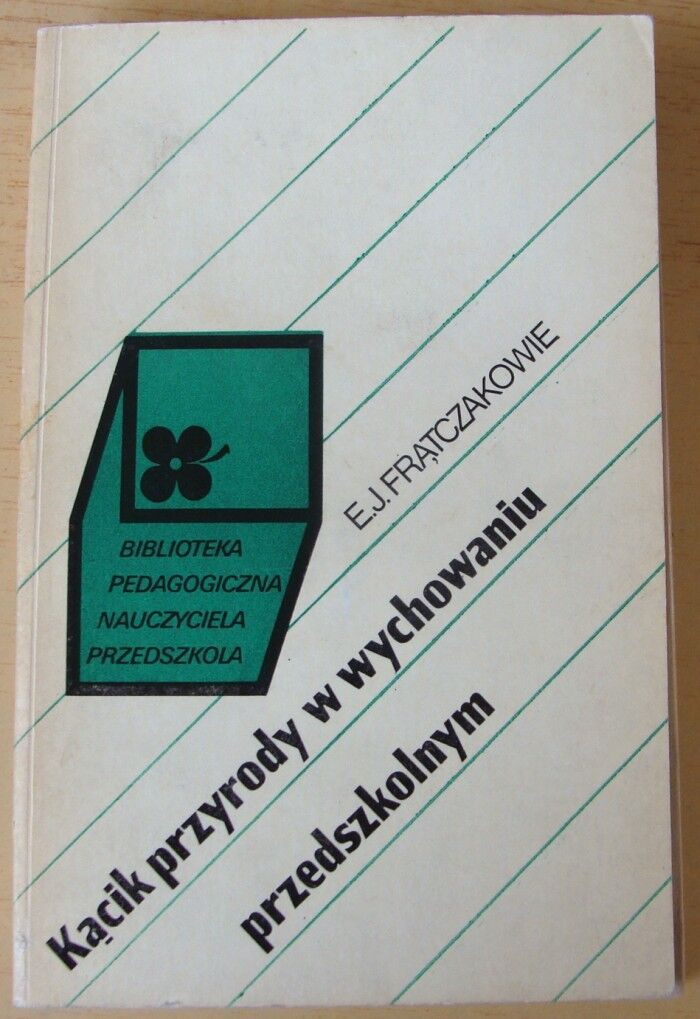 E.J. FRĄTCZAKOWIE
Kącik przyrody w wychowaniu
przedszkolnym
BIBLIOTEKA
PEDAGOGICZNA
NAUCZYCIELA
PRZEDSZKOLA